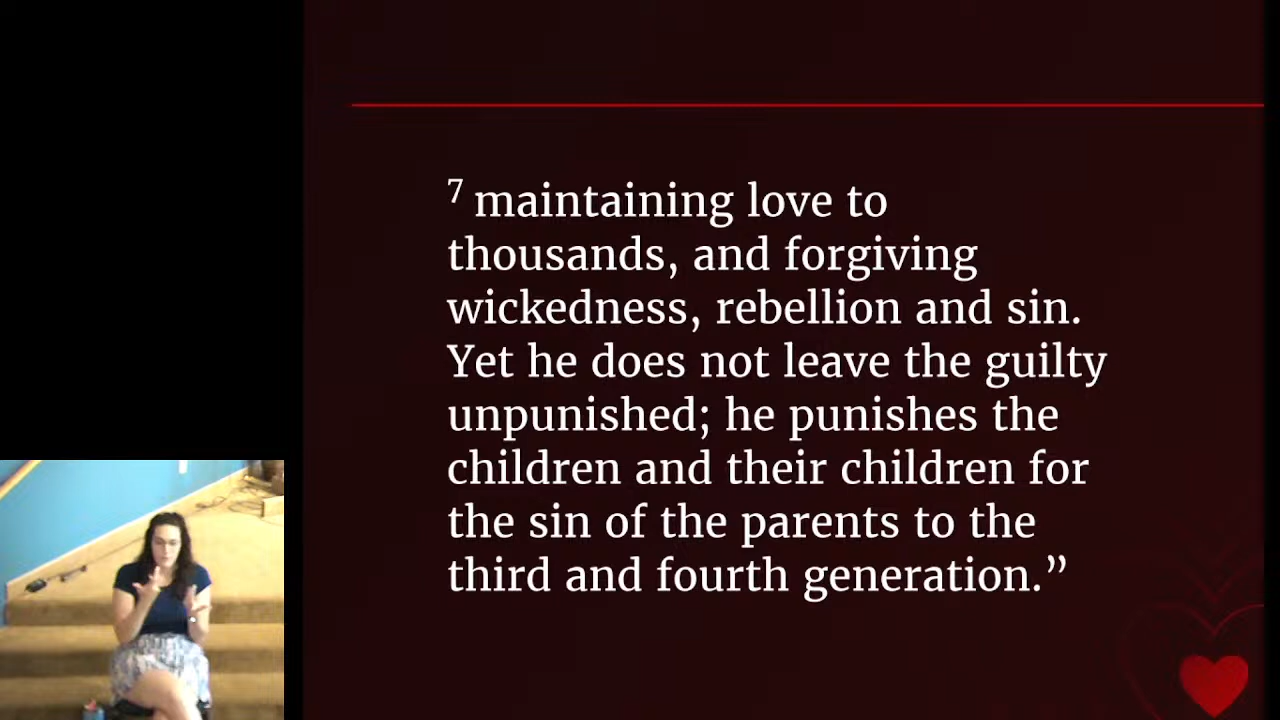 7 maintaining love to
thousands, and forgiving
wickedness, rebellion and sin.
Yet he does not leave the guilty
unpunished; he punishes the
children and their children for
the sin of the parents to the
third and fourth generation.”